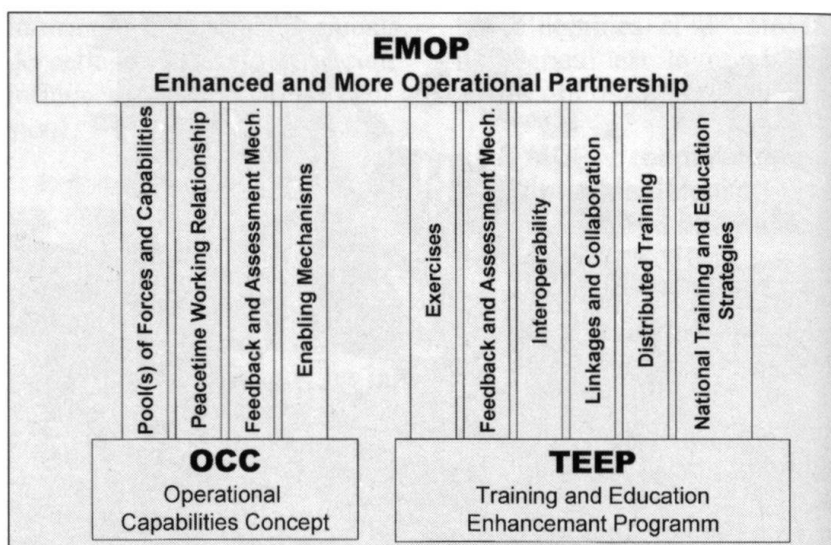 EMOP
Enhanced and More Operational Partnership
Pool(s) of Forces and Capabilities
Peacetime Working Relationship
Feedback and Assessment Mech.
Enabling Mechanisms
Exercises
Feedback and Assessment Mech.
Interoperability
Linkages and Collaboration
Distributed Training
National Training and Education
Strategies
OCC
Operational
Capabilities Concept
TEEP
Training and Education
Enhancemant Programm